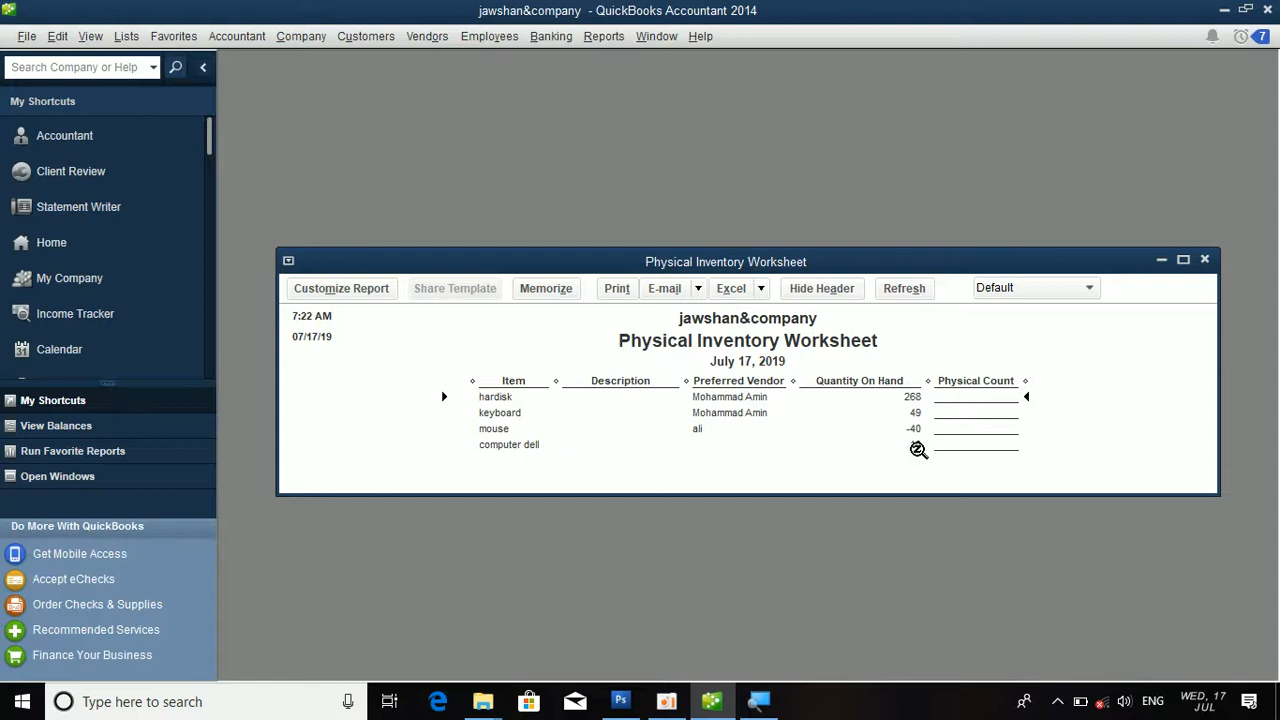 jawshan&company - QuickBooks Accountant 2014
File Edit View Lists Favorites Accountant Company Customers Vendors Employees Banking Reports Window Help 7
Search Company or Help
My Shortcuts
Accountant
Client Review
Statement Writer
Home
My Company
Income Tracker
Calendar
My Shortcuts
View Balances
Run Favorite Reports
Open Windows
Do More With QuickBooks
Get Mobile Access
Accept eChecks
Order Checks & Supplies
Recommended Services
Finance Your Business
Physical Inventory Worksheet
Customize Report Share Template Memorize Print E-mail Excel Hide Header Refresh Default
7:22 AM
07/17/19
jawshan&company
Physical Inventory Worksheet
July 17, 2019
Item Description Preferred Vendor Quantity On Hand Physical Count
hardisk Mohammad Amin 268
keyboard Mohammad Amin 49
mouse ali -40
computer dell
Type here to search
Ps
ENG
WED, 17
JUL